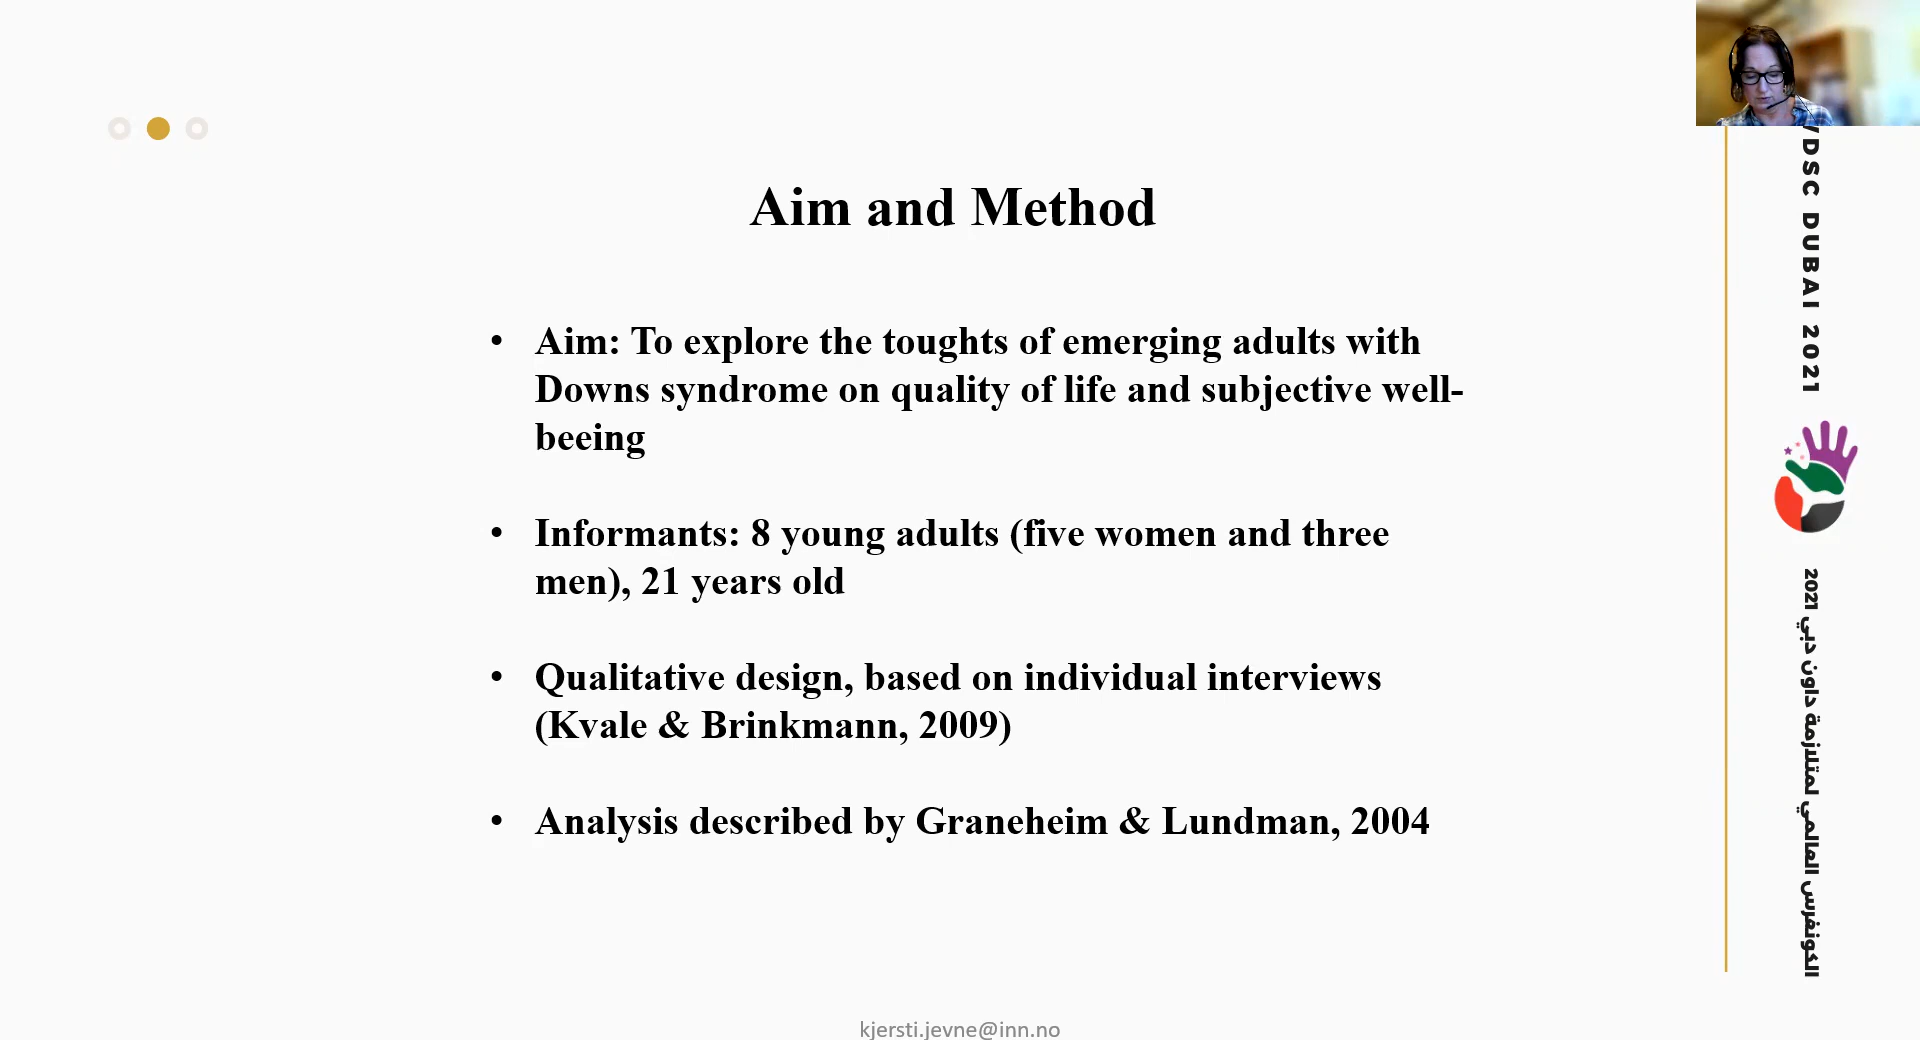 Aim and Method
• Aim: To explore the toughts of emerging adults with
Downs syndrome on quality of life and subjective well-
beeing
• Informants: 8 young adults (five women and three
men), 21 years old
• Qualitative design, based on individual interviews
(Kvale & Brinkmann, 2009)
• Analysis described by Graneheim & Lundman, 2004
kjersti.jevne@inn.no
DSC DUBAI 2021
الكونغرس العالمي لمتلازمة داون دبي 2021